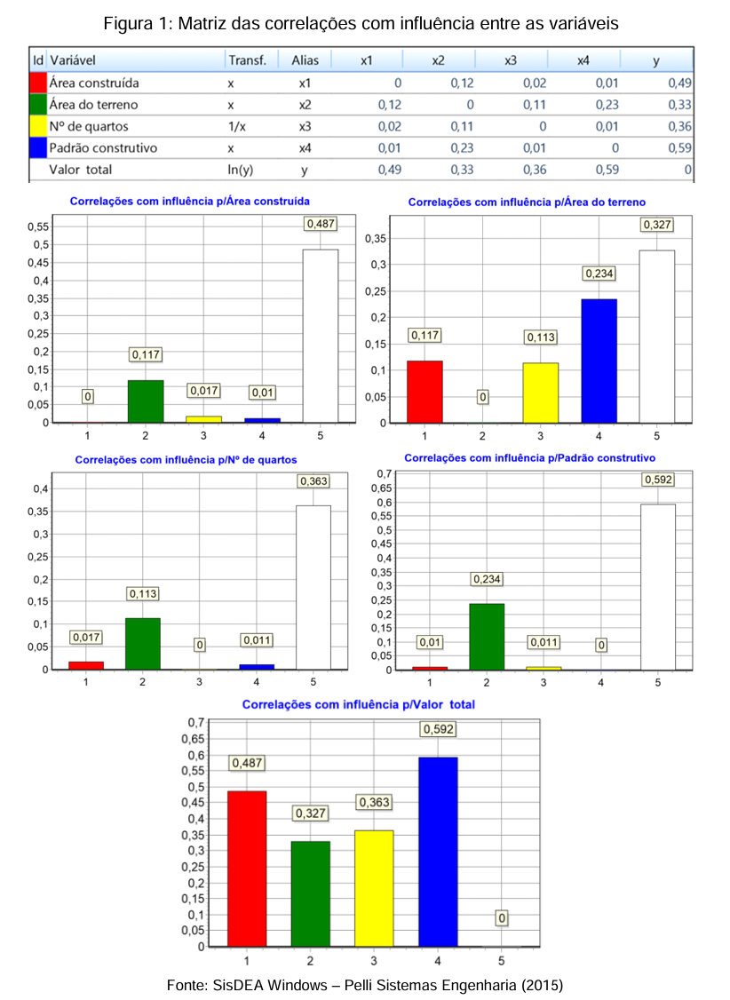 Figura 1: Matriz das correlações com influência entre as variáveis
Id Variável Transf. Alias x1 x2 x3 x4 y
Área construída x x1 0 0,12 0,02 0,01 0,49
Área do terreno x x2 0,12 0 0,11 0,23 0,33
Nº de quartos 1/x x3 0,02 0,11 0 0,01 0,36
Padrão construtivo x x4 0,01 0,23 0,01 0 0,59
Valor total ln(y) y 0,49 0,33 0,36 0,59 0
Correlações com influência p/Área construída
0,55
0,5
0,45
0,4
0,35
0,3
0,25
0,2
0,15
0,1
0,05
0
0 0,117 0,017 0,01 0,487
1 2 3 4 5
Correlações com influência p/Área do terreno
0,35
0,3
0,25
0,2
0,15
0,1
0,05
0
0,117 0 0,113 0,234 0,327
1 2 3 4 5
Correlações com influência p/Nº de quartos
0,4
0,35
0,3
0,25
0,2
0,15
0,1
0,05
0
0,017 0,113 0 0,011 0,363
1 2 3 4 5
Correlações com influência p/Padrão construtivo
0,7
0,65
0,6
0,55
0,5
0,45
0,4
0,35
0,3
0,25
0,2
0,15
0,1
0,05
0
0,01 0,234 0,011 0 0,592
1 2 3 4 5
Correlações com influência p/Valor total
0,7
0,65
0,6
0,55
0,5
0,45
0,4
0,35
0,3
0,25
0,2
0,15
0,1
0,05
0
0,487 0,327 0,363 0,592 0
1 2 3 4 5
Fonte: SisDEA Windows – Pelli Sistemas Engenharia (2015)